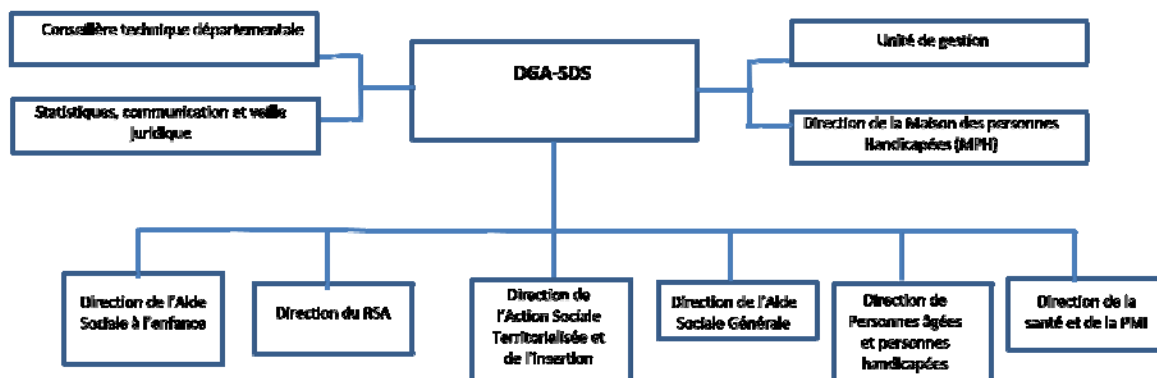 Conseillère technique départementale
Statistiques, communication et veille
juridique
DGA-SDS
Unité de gestion
Direction de la Maison des personnes
Handicapées (MPH)
Direction de l'Aide
Sociale à l'enfance
Direction du RSA
Direction de
l'Action Sociale
Territorialisée et
de l'insertion
Direction de l'Aide
Sociale Générale
Direction de
Personnes âgées
et personnes
handicapées
Direction de la
santé et de la PMI